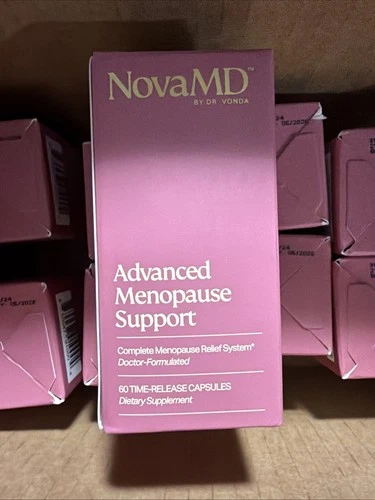 NovaMD™
BY DR VONDA
Advanced
Menopause
Support
Complete Menopause Relief System®
Doctor-Formulated
60 TIME-RELEASE CAPSULES
Dietary Supplement